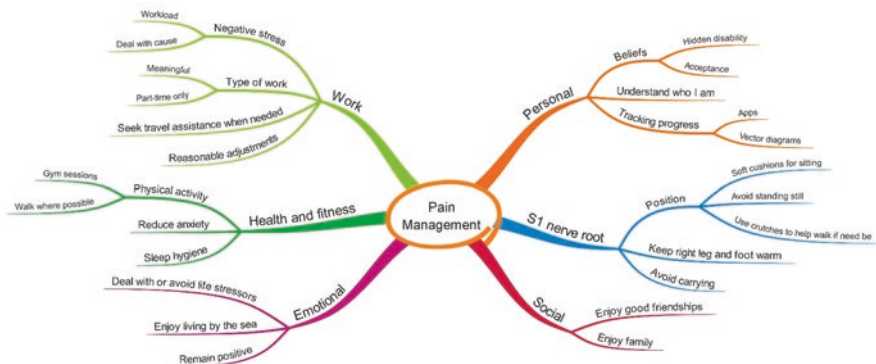 Pain
Management
Work
Negative stress
Workload
Deal with cause
Type of work
Meaningful
Part-time only
Seek travel assistance when needed
Reasonable adjustments
Health and fitness
Physical activity
Gym sessions
Walk where possible
Reduce anxiety
Sleep hygiene
Emotional
Deal with or avoid life stressors
Enjoy living by the sea
Remain positive
Personal
Beliefs
Hidden disability
Acceptance
Understand who I am
Tracking progress
Apps
Vector diagrams
S1 nerve root
Position
Soft cushions for sitting
Avoid standing still
Use crutches to help walk if need be
Keep right leg and foot warm
Avoid carrying
Social
Enjoy good friendships
Enjoy family